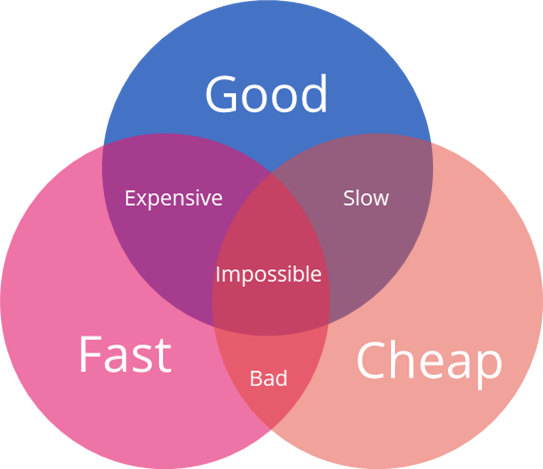 Good
Expensive
Slow
Impossible
Fast
Cheap
Bad